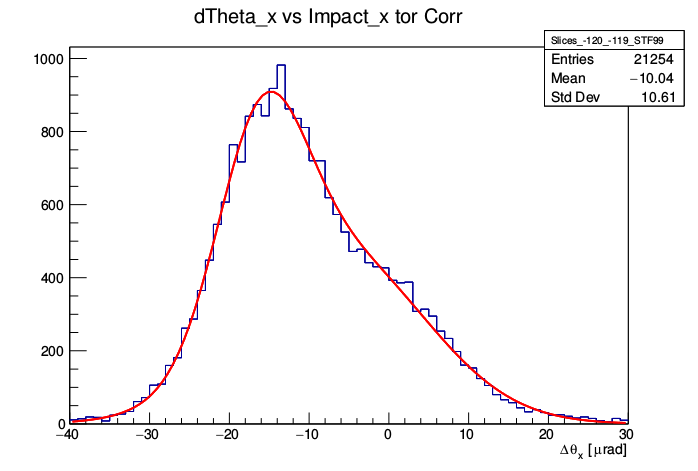 dTheta_x vs Impact_x tor Corr
Slices_-120_-119_STF99
Entries 21254
Mean −10.04
Std Dev 10.61
1000
800
600
400
200
0
−40 −30 −20 −10 0 10 20 30
Δθx [μrad]